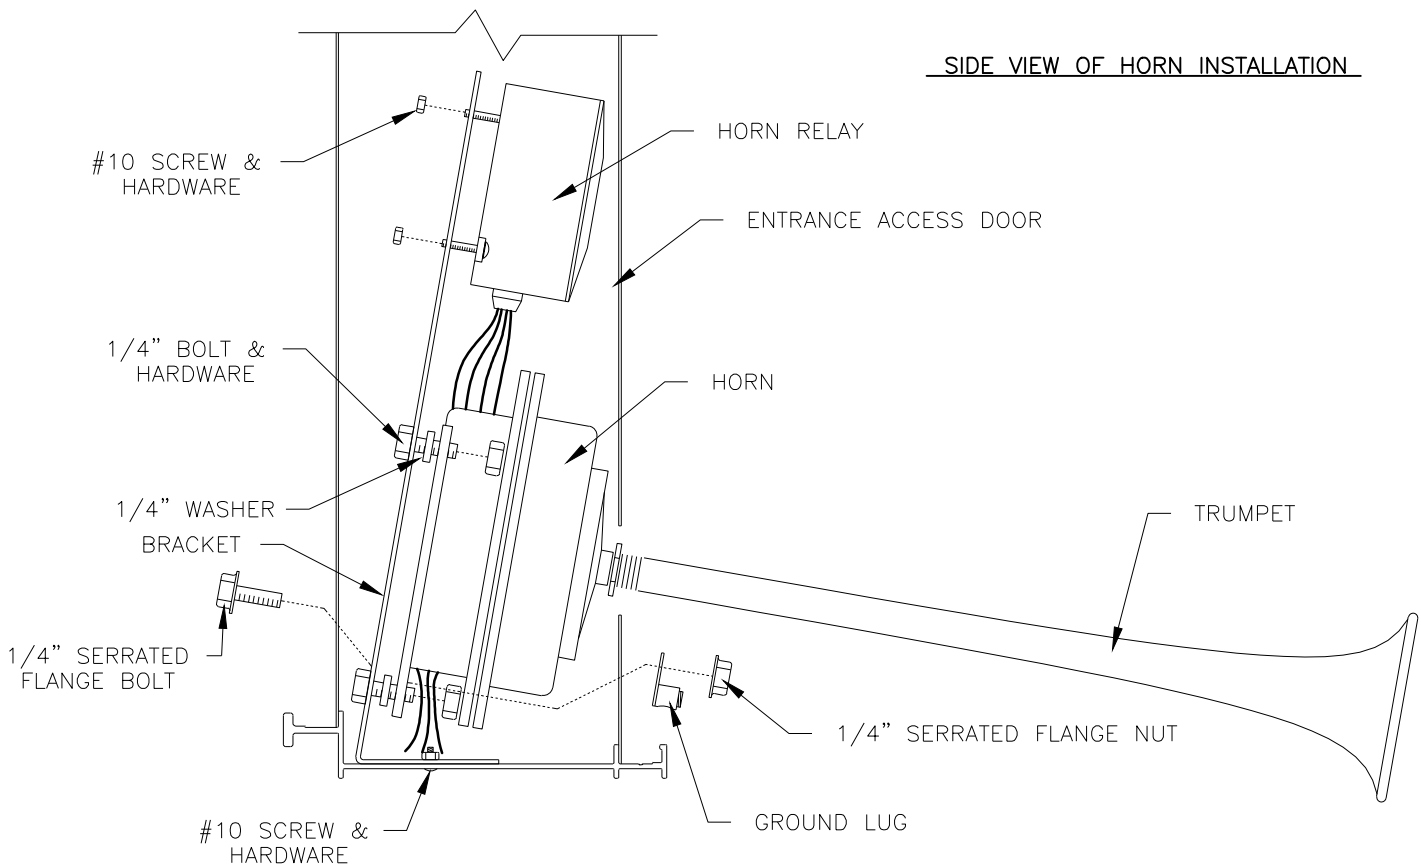 SIDE VIEW OF HORN INSTALLATION
HORN RELAY
#10 SCREW &
HARDWARE
ENTRANCE ACCESS DOOR
1/4” BOLT &
HARDWARE
HORN
1/4” WASHER
TRUMPET
BRACKET
1/4” SERRATED
FLANGE BOLT
1/4” SERRATED FLANGE NUT
GROUND LUG
#10 SCREW &
HARDWARE